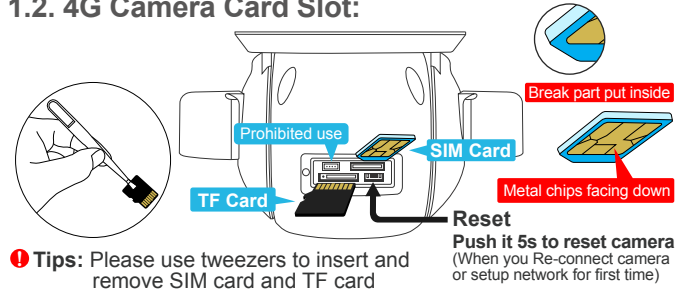 1.2. 4G Camera Card Slot:
Break part put inside
Prohibited use
SIM Card
Metal chips facing down
TF Card
Reset
Push it 5s to reset camera
(When you Re-connect camera
or setup network for first time)
Tips: Please use tweezers to insert and
remove SIM card and TF card